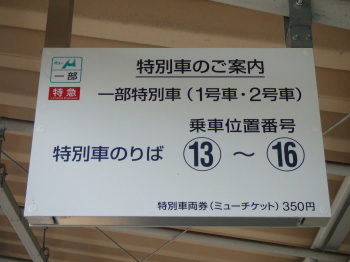 特別車のご案内
一部
特急
一部特別車（1号車・2号車）
乗車位置番号
特別車のりば ⑬ ～ ⑯
特別車両券（ミューチケット）350円